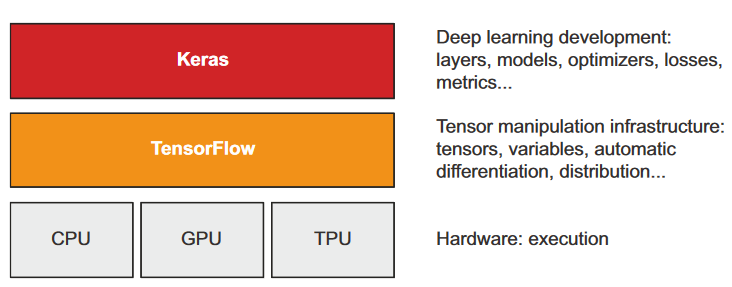 Keras
Deep learning development:
layers, models, optimizers, losses,
metrics...
TensorFlow
Tensor manipulation infrastructure:
tensors, variables, automatic
differentiation, distribution...
CPU
GPU
TPU
Hardware: execution